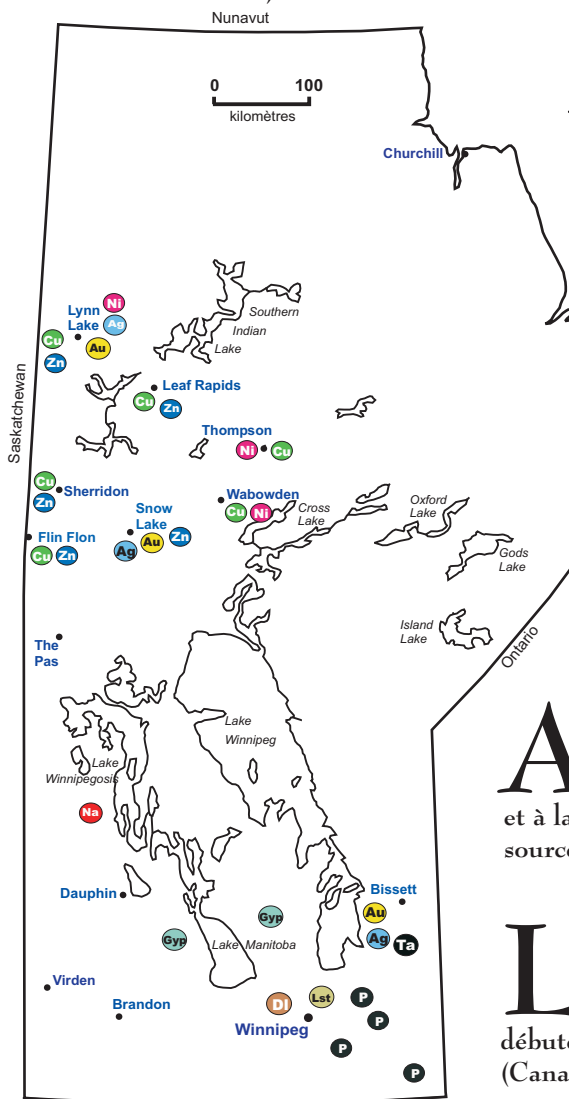 Nunavut
0 100
kilomètres
Churchill
Ni
Lynn
Lake
Ag
Cu
Au
Zn
Southern
Indian
Lake
Leaf Rapids
Cu
Zn
Saskatchewan
Thompson
Ni Cu
Cu
Zn
Sherridon
Wabowden
Cu Ni
Cross
Lake
Oxford
Lake
Gods
Lake
Snow
Lake
Ag Au Zn
Flin Flon
Cu Zn
Island
Lake
Ontario
The
Pas
Lake
Winnipeg
Lake
Winnipegosis
Na
A
et à la
source
Dauphin
Bissett
Au
Ag Ta
Gyp
Gyp
Lake Manitoba
L
Virden
Brandon
Dl
Lst
P
P
Winnipeg
P
P
débute
(Cana